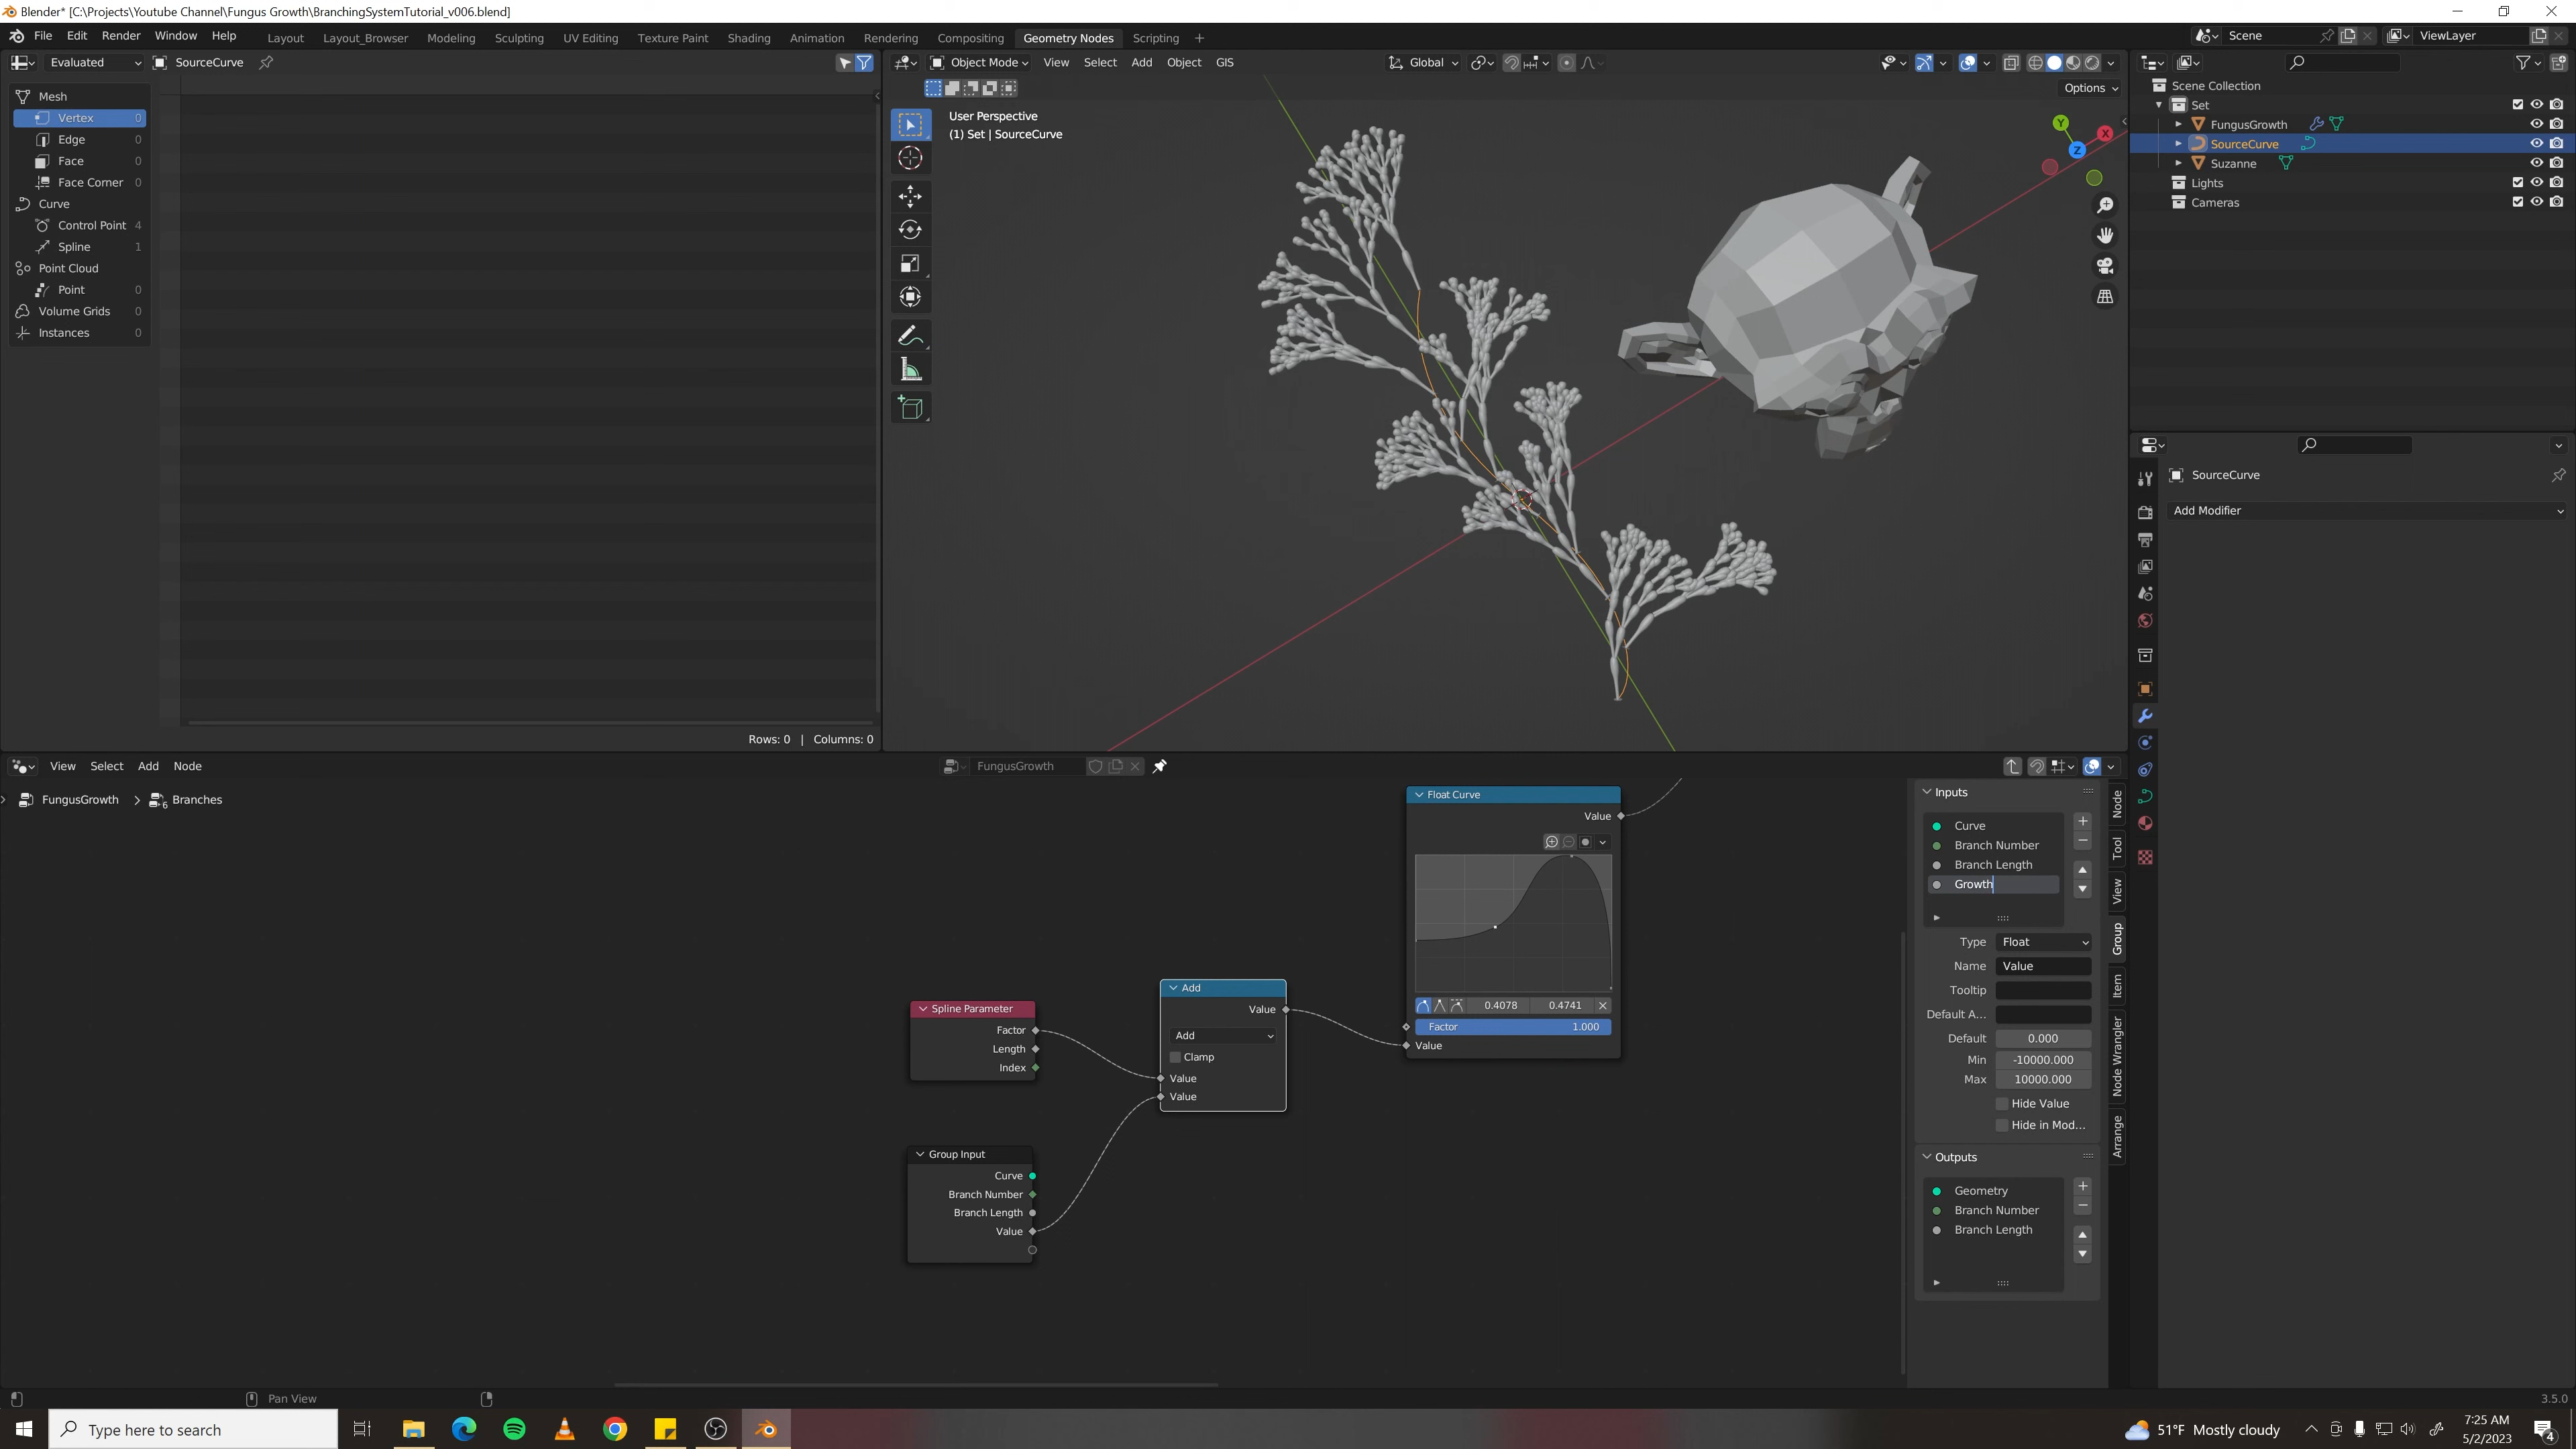 Blender* [C:\Projects\Youtube Channel\Fungus Growth\BranchingSystemTutorial_v006.blend]
File Edit Render Window Help Layout Layout_Browser Modeling Sculpting UV Editing Texture Paint Shading Animation Rendering Compositing Geometry Nodes Scripting + Scene ViewLayer
Evaluated SourceCurve
Mesh
Vertex 0
Edge 0
Face 0
Face Corner 0
Curve
Control Point 4
Spline 1
Point Cloud
Point 0
Volume Grids 0
Instances 0
Rows: 0 | Columns: 0
Object Mode View Select Add Object GIS Global
Options
User Perspective
(1) Set | SourceCurve
Y
X
Z
Scene Collection
Set
FungusGrowth
SourceCurve
Suzanne
Lights
Cameras
SourceCurve
Add Modifier
View Select Add Node FungusGrowth
FungusGrowth > 6 Branches
Spline Parameter
Factor
Length
Index
Group Input
Curve
Branch Number
Branch Length
Value
Add
Value
Add
Clamp
Value
Value
Float Curve
Value
0.4078 0.4741
Factor 1.000
Value
Inputs
Curve
Branch Number
Branch Length
Growth
Type Float
Name Value
Tooltip
Default A...
Default 0.000
Min -10000.000
Max 10000.000
Hide Value
Hide in Mod...
Outputs
Geometry
Branch Number
Branch Length
Node
Tool
View
Group
Item
Node Wrangler
Arrange
Pan View
3.5.0
Type here to search
51°F Mostly cloudy
7:25 AM
5/2/2023
4